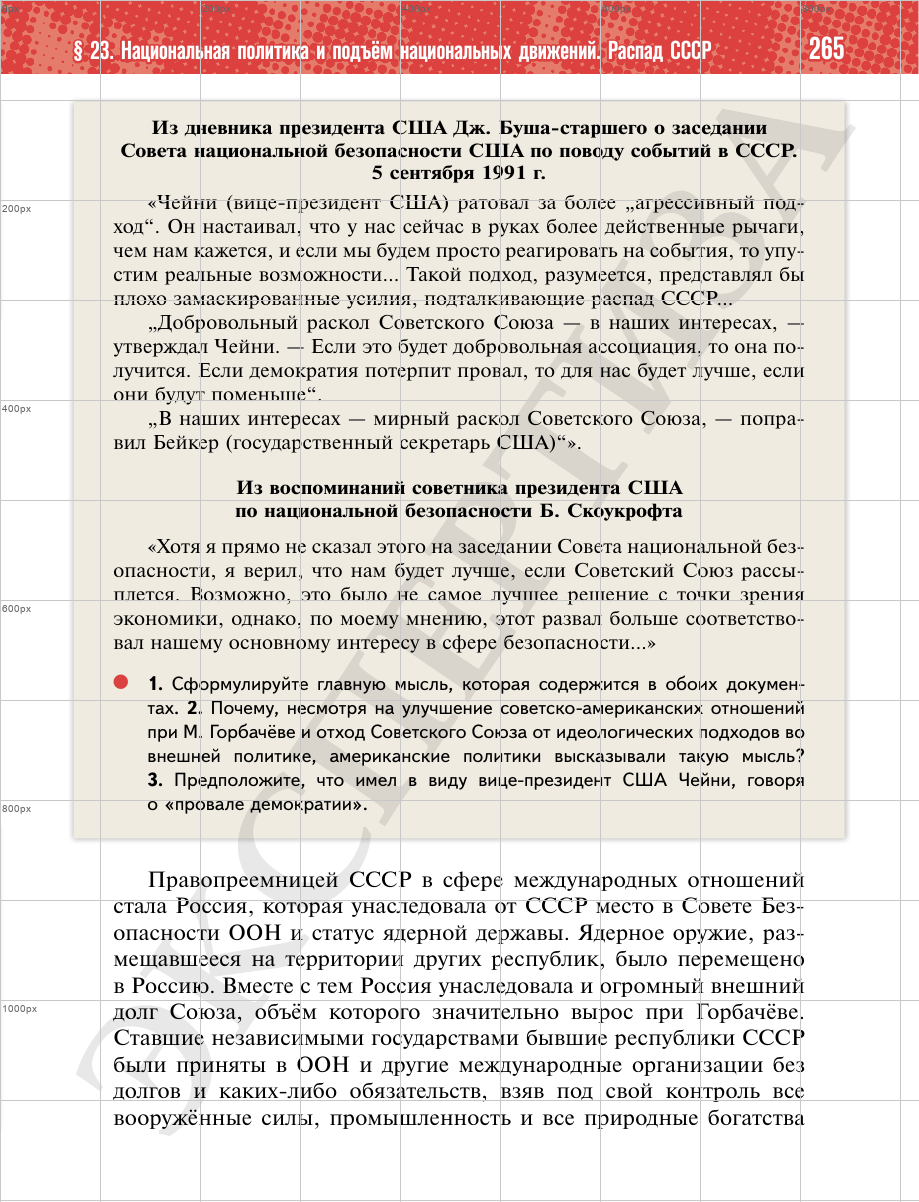 § 23. Национальная политика и подъём национальных движений. Распад СССР 265
Из дневника президента США Дж. Буша-старшего о заседании
Совета национальной безопасности США по поводу событий в СССР.
5 сентября 1991 г.
200px
«Чейни (вице-президент США) ратовал за более „агрессивный под-
ход“. Он настаивал, что у нас сейчас в руках более действенные рычаги,
чем нам кажется, и если мы будем просто реагировать на события, то упу-
стим реальные возможности... Такой подход, разумеется, представлял бы
плохо замаскированные усилия, подталкивающие распад СССР...
„Добровольный раскол Советского Союза — в наших интересах, —
утверждал Чейни. — Если это будет добровольная ассоциация, то она по-
лучится. Если демократия потерпит провал, то для нас будет лучше, если
они будут поменьше“.
400px
„В наших интересах — мирный раскол Советского Союза, — попра-
вил Бейкер (государственный секретарь США)“».
Из воспоминаний советника президента США
по национальной безопасности Б. Скоукрофта
«Хотя я прямо не сказал этого на заседании Совета национальной без-
опасности, я верил, что нам будет лучше, если Советский Союз рассы-
плется. Возможно, это было не самое лучшее решение с точки зрения
600px
экономики, однако, по моему мнению, этот развал больше соответство-
вал нашему основному интересу в сфере безопасности...»
1. Сформулируйте главную мысль, которая содержится в обоих докумен-
тах. 2. Почему, несмотря на улучшение советско-американских отношений
при М. Горбачёве и отход Советского Союза от идеологических подходов во
внешней политике, американские политики высказывали такую мысль?
3. Предположите, что имел в виду вице-президент США Чейни, говоря
о «провале демократии».
800px
Правопреемницей СССР в сфере международных отношений
стала Россия, которая унаследовала от СССР место в Совете Без-
опасности ООН и статус ядерной державы. Ядерное оружие, раз-
мещавшееся на территории других республик, было перемещено
в Россию. Вместе с тем Россия унаследовала и огромный внешний
1000px
долг Союза, объём которого значительно вырос при Горбачёве.
Ставшие независимыми государствами бывшие республики СССР
были приняты в ООН и другие международные организации без
долгов и каких-либо обязательств, взяв под свой контроль все
вооружённые силы, промышленность и все природные богатства
ЭКСПЕРТИЗА